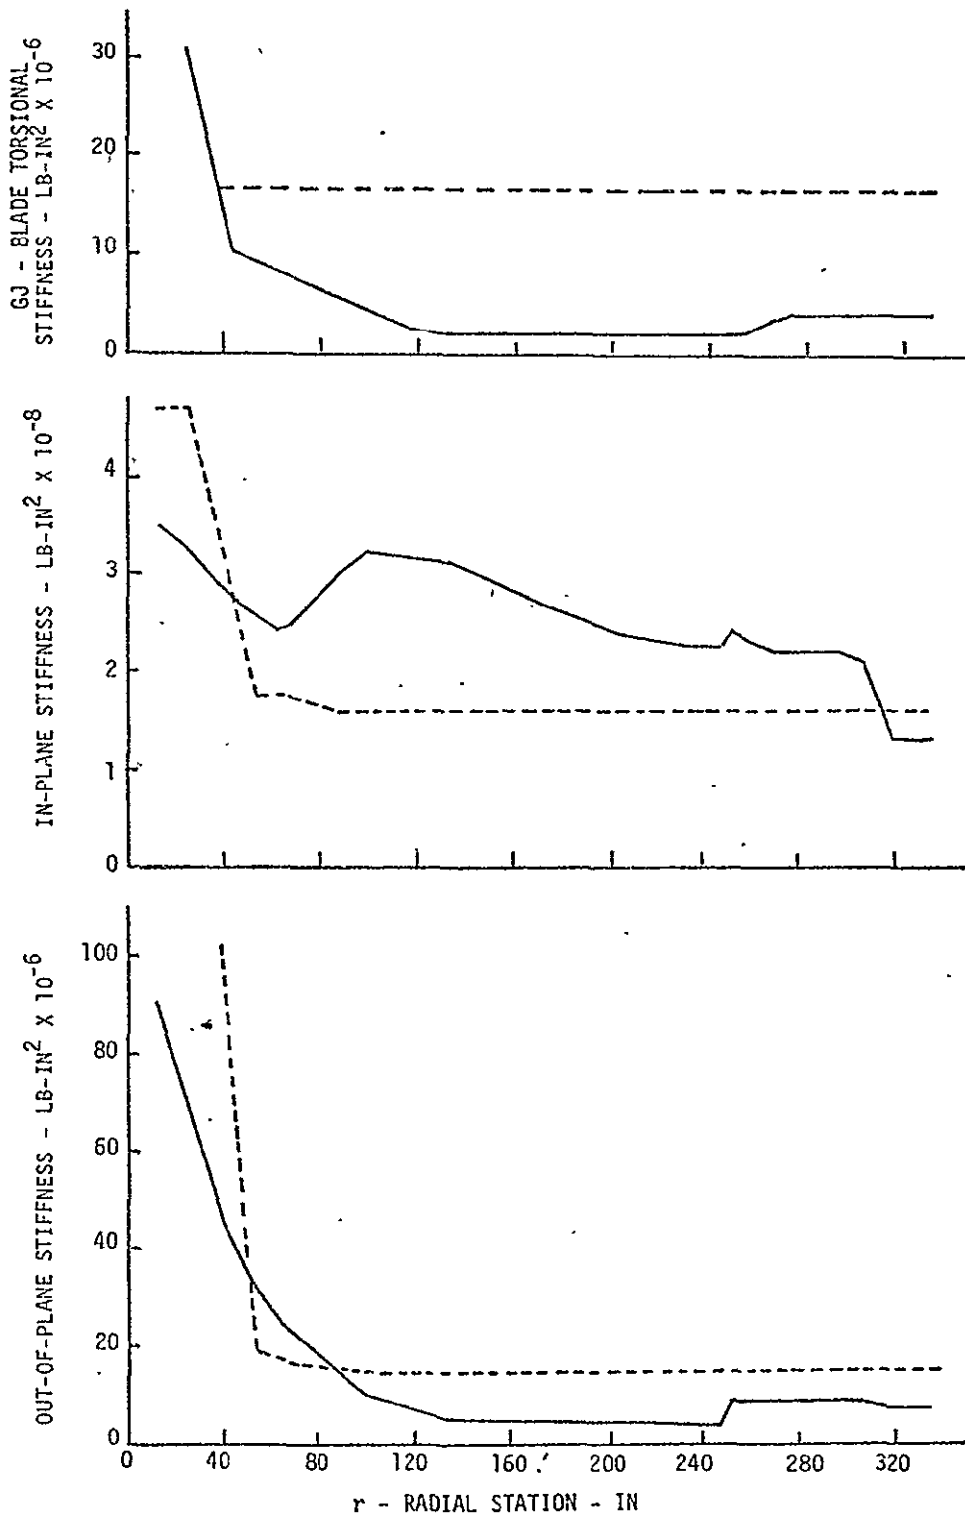 GJ - BLADE TORSIONAL
STIFFNESS - LB-IN² X 10⁻⁶
30
20
10
0
IN-PLANE STIFFNESS - LB-IN² X 10⁻⁸
4
3
2
1
0
OUT-OF-PLANE STIFFNESS - LB-IN² X 10⁻⁶
100
80
60
40
20
0
0 40 80 120 160 200 240 280 320
r - RADIAL STATION - IN